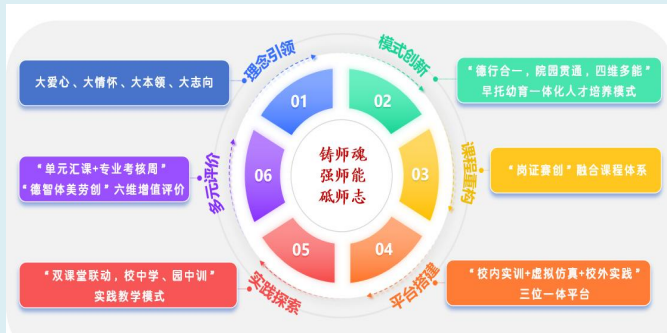 理念引领
01
大爱心、大情怀、大本领、大志向
模式创新
02
“德行合一，院园贯通，四维多能”
早托幼育一体化人才培养模式
课程重构
03
“岗证赛创”融合课程体系
平台搭建
04
“校内实训+虚拟仿真+校外实践”
三位一体平台
实践探索
05
“双课堂联动，校中学、园中训”
实践教学模式
多元评价
06
“单元汇课+专业考核周”
“德智体美劳创”六维增值评价
铸师魂
强师能
砥师志